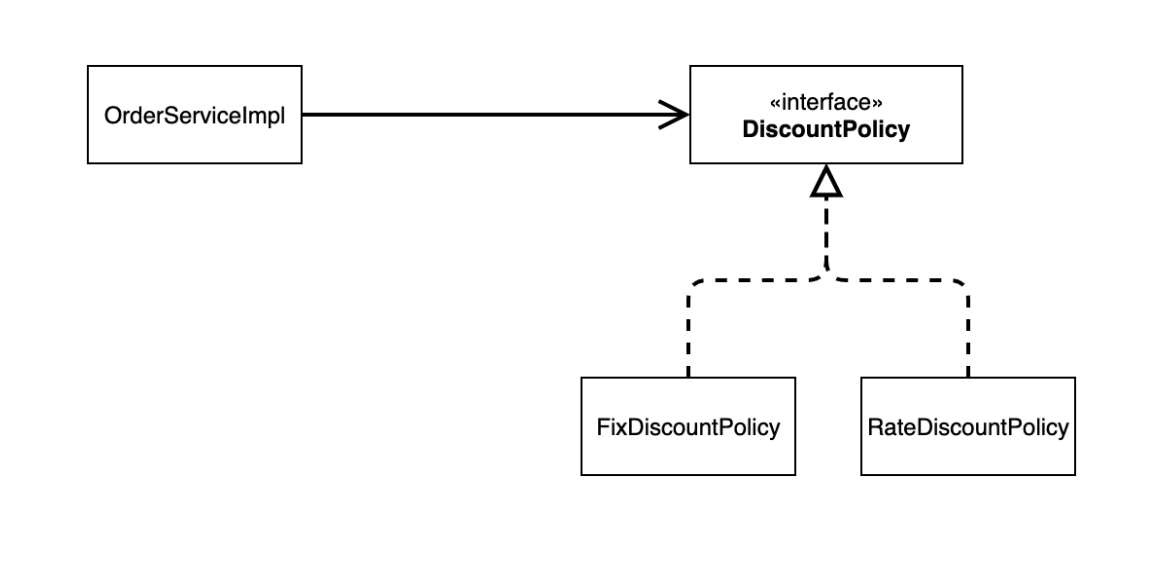 OrderServiceImpl
«interface»
DiscountPolicy
FixDiscountPolicy
RateDiscountPolicy